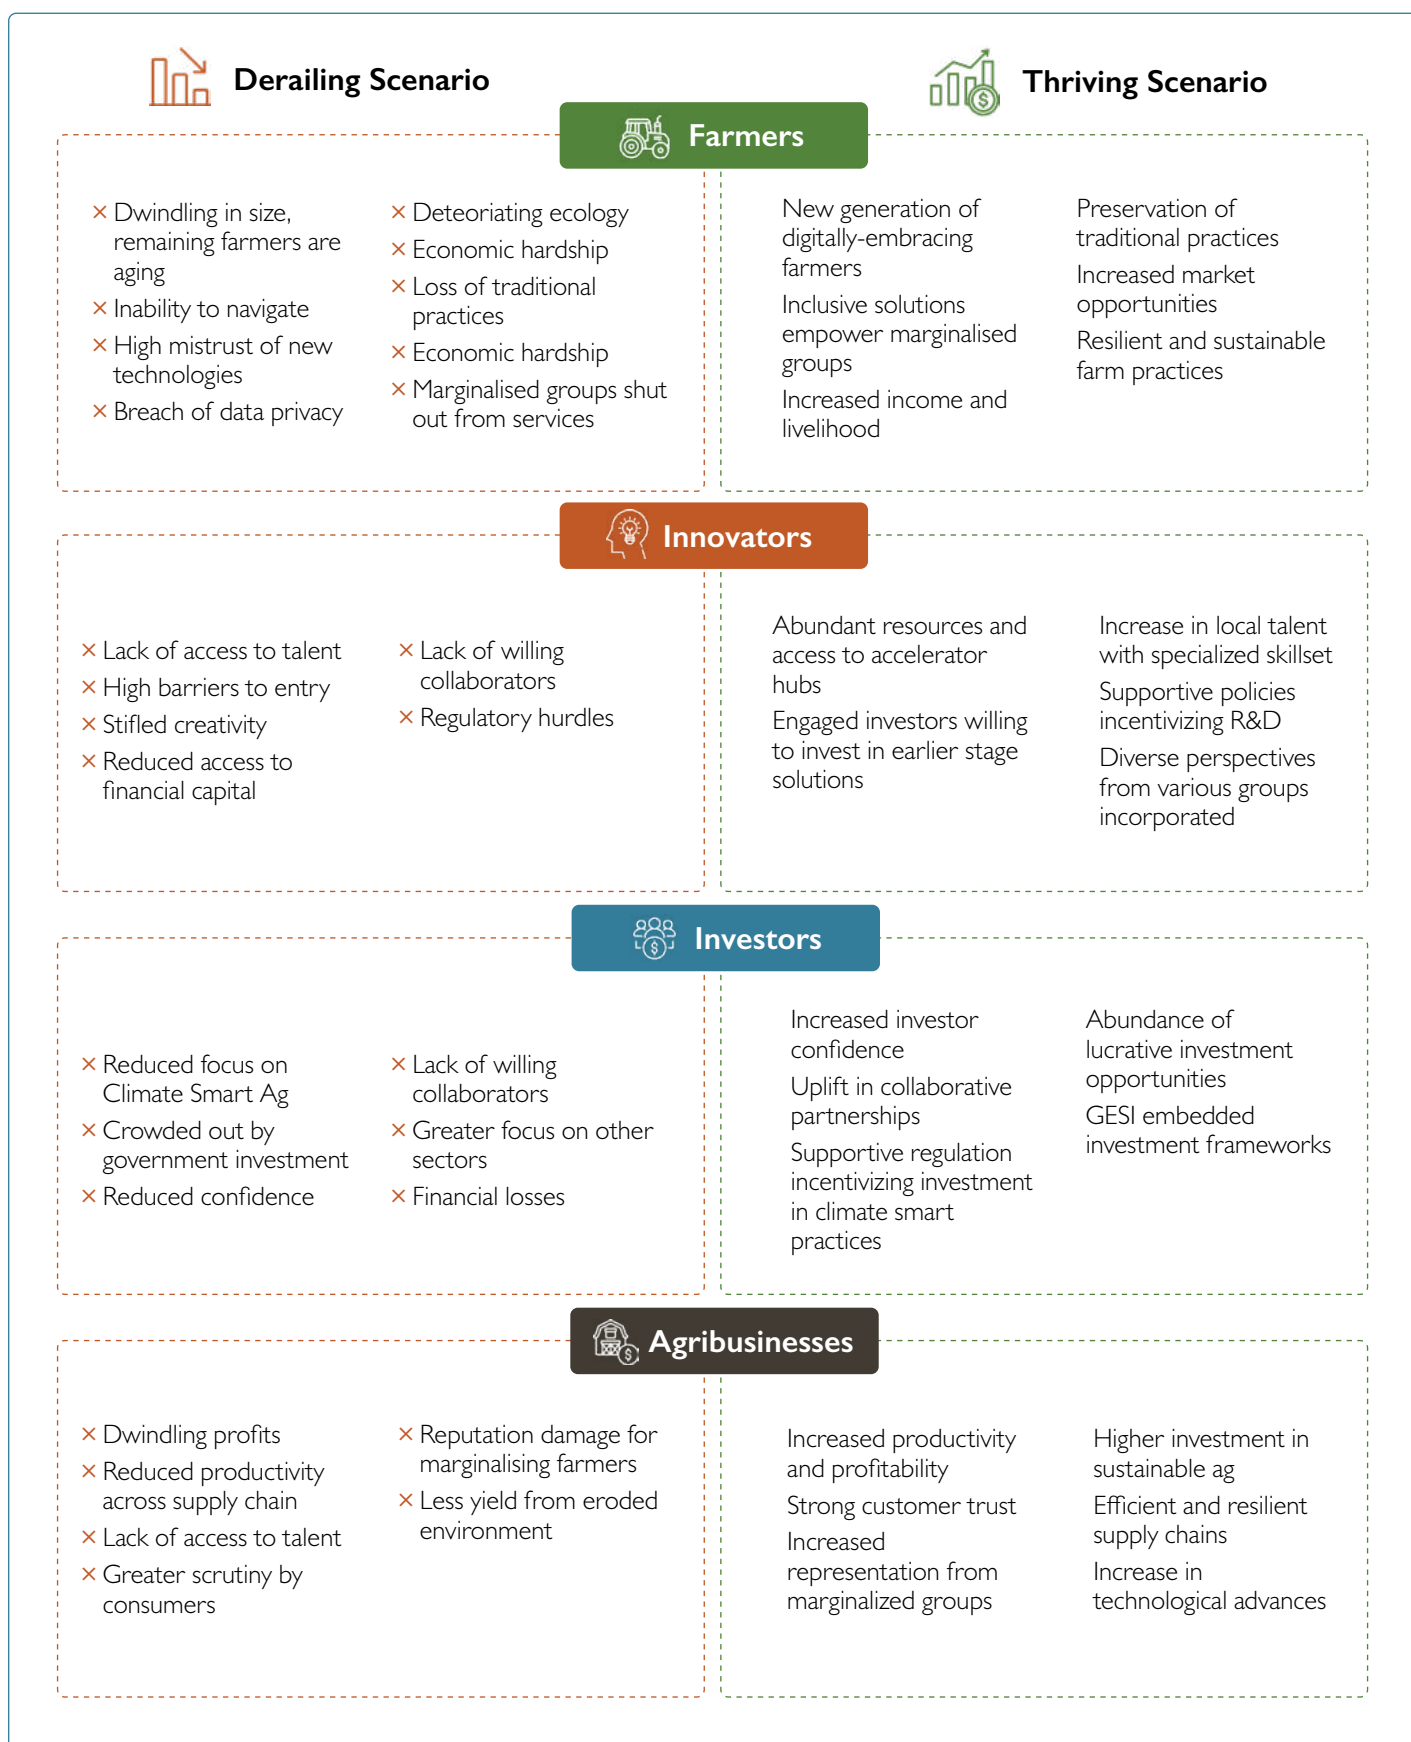 Derailing Scenario
Thriving Scenario
Farmers
× Dwindling in size,
remaining farmers are
aging
× Inability to navigate
× High mistrust of new
technologies
× Breach of data privacy
× Deteoriating ecology
× Economic hardship
× Loss of traditional
practices
× Economic hardship
× Marginalised groups shut
out from services
New generation of
digitally-embracing
farmers
Inclusive solutions
empower marginalised
groups
Increased income and
livelihood
Preservation of
traditional practices
Increased market
opportunities
Resilient and sustainable
farm practices
Innovators
× Lack of access to talent
× High barriers to entry
× Stifled creativity
× Reduced access to
financial capital
× Lack of willing
collaborators
× Regulatory hurdles
Abundant resources and
access to accelerator
hubs
Engaged investors willing
to invest in earlier stage
solutions
Increase in local talent
with specialized skillset
Supportive policies
incentivizing R&D
Diverse perspectives
from various groups
incorporated
Investors
× Reduced focus on
Climate Smart Ag
× Crowded out by
government investment
× Reduced confidence
× Lack of willing
collaborators
× Greater focus on other
sectors
× Financial losses
Increased investor
confidence
Uplift in collaborative
partnerships
Supportive regulation
incentivizing investment
in climate smart
practices
Abundance of
lucrative investment
opportunities
GESI embedded
investment frameworks
Agribusinesses
× Dwindling profits
× Reduced productivity
across supply chain
× Lack of access to talent
× Greater scrutiny by
consumers
× Reputation damage for
marginalising farmers
× Less yield from eroded
environment
Increased productivity
and profitability
Strong customer trust
Increased
representation from
marginalized groups
Higher investment in
sustainable ag
Efficient and resilient
supply chains
Increase in
technological advances